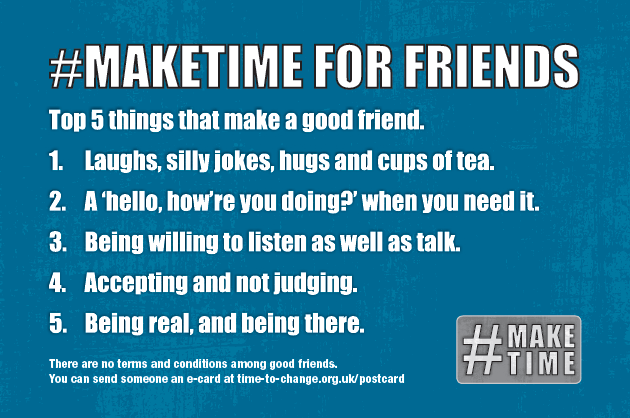 #MAKETIME FOR FRIENDS
Top 5 things that make a good friend.
1. Laughs, silly jokes, hugs and cups of tea.
2. A ‘hello, how’re you doing?’ when you need it.
3. Being willing to listen as well as talk.
4. Accepting and not judging.
5. Being real, and being there.
There are no terms and conditions among good friends.
You can send someone an e-card at time-to-change.org.uk/postcard
#MAKE
TIME